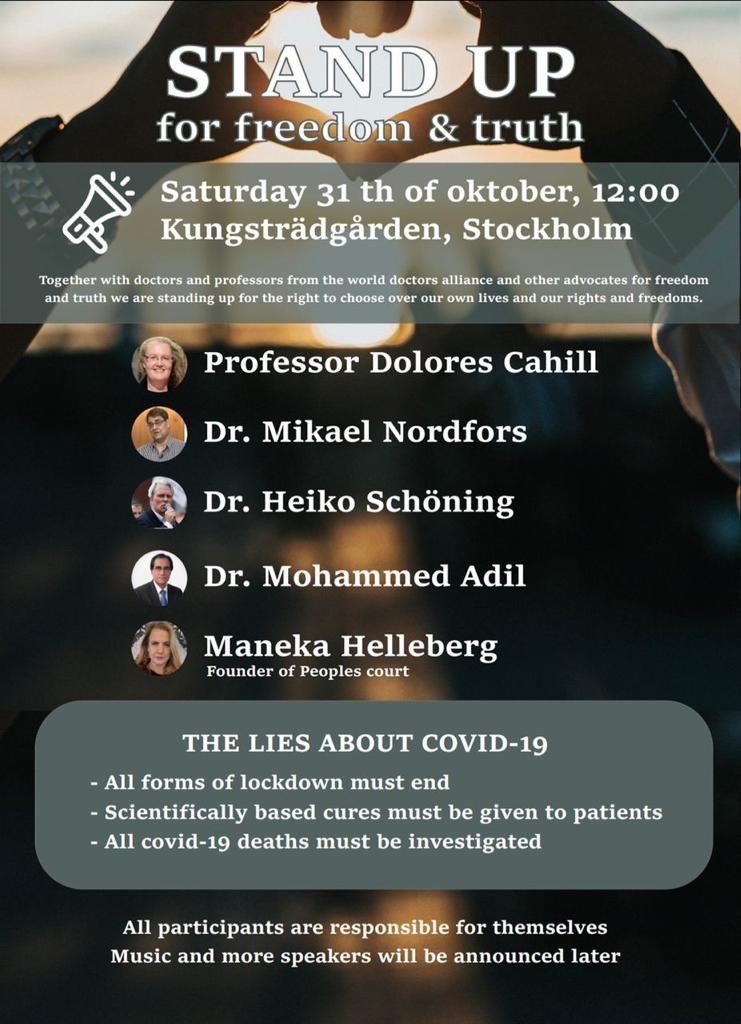 STAND UP
for freedom & truth
Saturday 31 th of oktober, 12:00
Kungsträdgården, Stockholm
Together with doctors and professors from the world doctors alliance and other advocates for freedom
and truth we are standing up for the right to choose over our own lives and our rights and freedoms.
Professor Dolores Cahill
Dr. Mikael Nordfors
Dr. Heiko Schöning
Dr. Mohammed Adil
Maneka Helleberg
Founder of Peoples court
THE LIES ABOUT COVID-19
- All forms of lockdown must end
- Scientifically based cures must be given to patients
- All covid-19 deaths must be investigated
All participants are responsible for themselves
Music and more speakers will be announced later